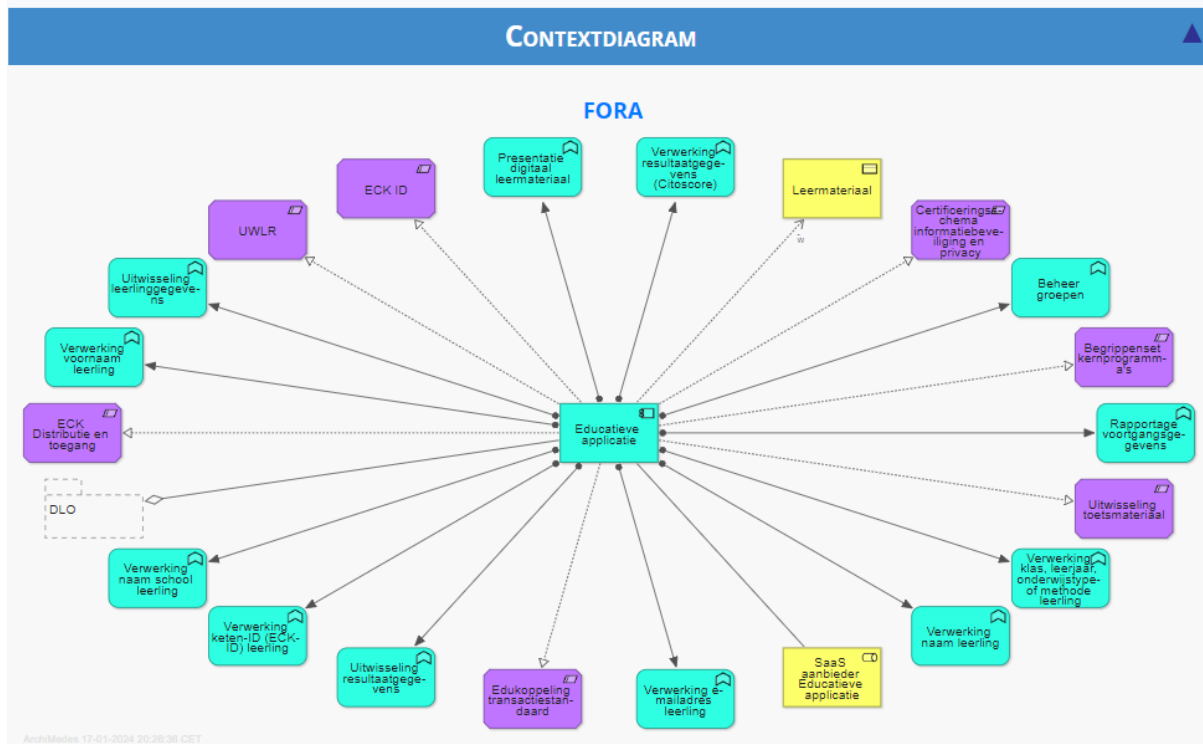 CONTEXTDIAGRAM
FORA
Presentatie
digitaal
leermateriaal
Verwerking
resultaatgege-
vens
(Citoscore)
ECK ID
Leermateriaal
w
UWLR
Certificerings
chema
informatiebeve-
iliging en
privacy
Uitwisseling
leerlinggegeve-
ns
Beheer
groepen
Verwerking
voornaam
leerling
Begrippenset
kernprogramm-
a's
ECK
Distributie en
toegang
Educatieve
applicatie
Rapportage
voortgangsge-
gevens
DLO
Uitwisseling
toetsmateriaal
Verwerking
naam school
leerling
Verwerking
klas, leerjaar,
onderwijstype-
of methode
leerling
Verwerking
keten-ID (ECK-
ID) leerling
Verwerking
naam leerling
Uitwisseling
resultaatgege-
vens
SaaS
aanbieder
Educatieve
applicatie
Edukoppeling
transactiestan-
daard
Verwerking e-
mailadres
leerling
ArchiMedes 17-01-2024 20:26:36 CET